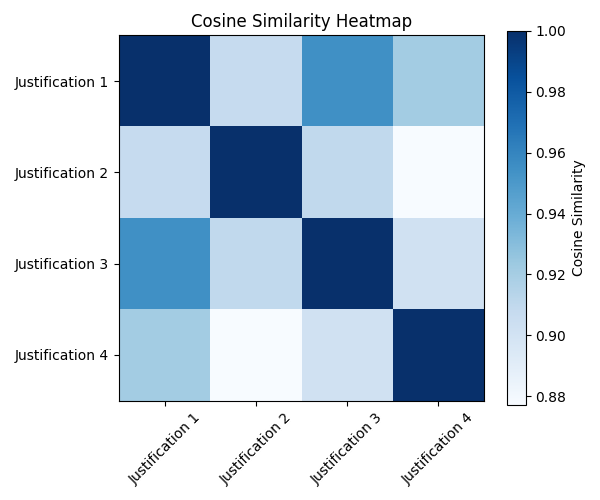 Cosine Similarity Heatmap
Justification 1
Justification 2
Justification 3
Justification 4
Justification 1
Justification 2
Justification 3
Justification 4
1.00
0.98
0.96
0.94
0.92
0.90
0.88
Cosine Similarity